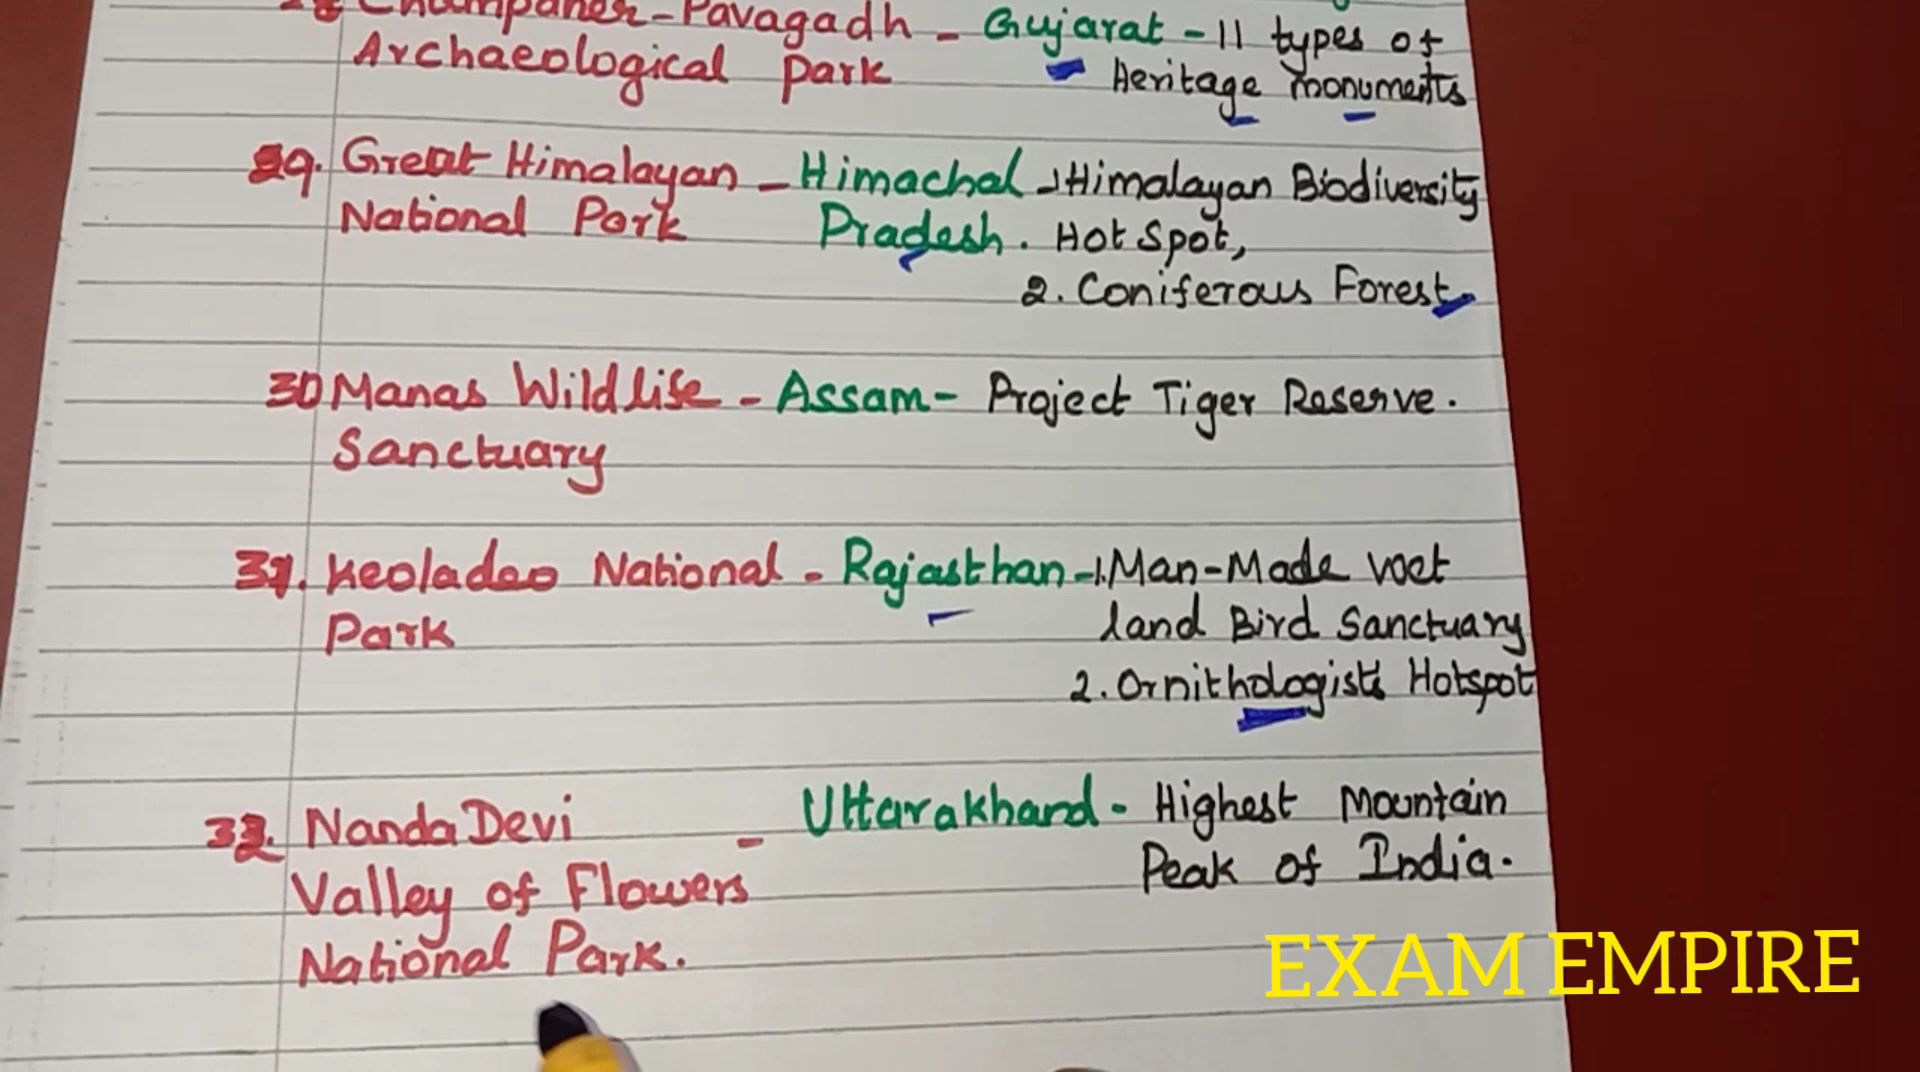 28 Champaner-Pavagadh - Gujarat - 11 types of
Archaeological Park Heritage monuments
29. Great Himalayan - Himachal - 1 Himalayan Biodiversity
National Park Pradesh. Hot Spot,
2. Coniferous Forest.
30 Manas Wildlife - Assam - Project Tiger Reserve.
Sanctuary
31. Keoladeo National - Rajasthan - 1. Man-Made wet
Park land Bird Sanctuary
2. Ornithologists Hotspot
32. Nanda Devi - Uttarakhand - Highest Mountain
Valley of Flowers Peak of India.
National Park.
EXAM EMPIRE